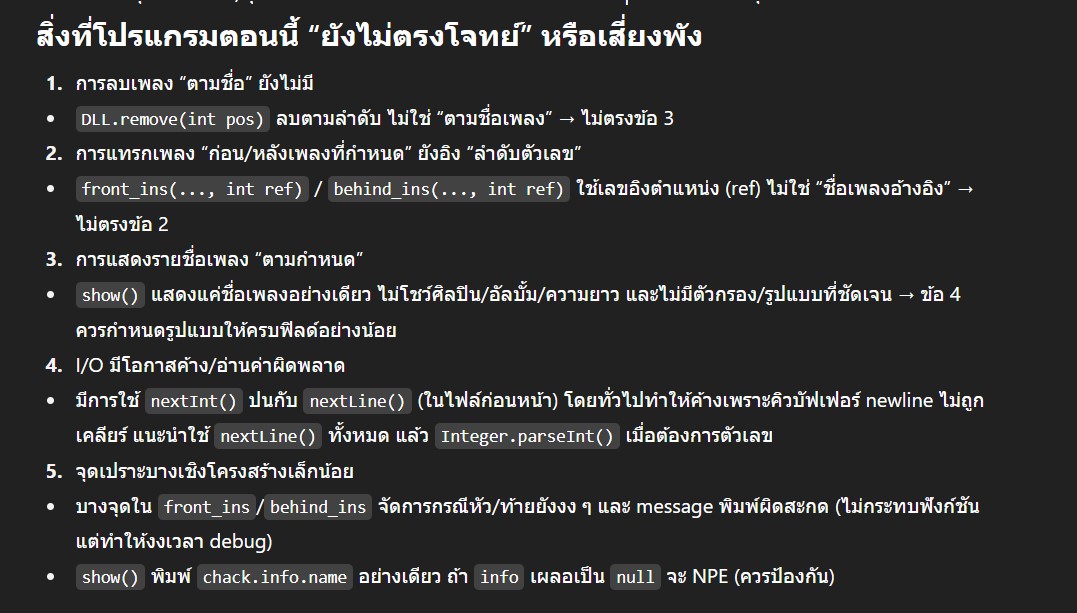 สิ่งที่โปรแกรมตอนนี้ “ยังไม่ตรงโจทย์” หรือเสี่ยงพัง
1. การลบเพลง “ตามชื่อ” ยังไม่มี
• DLL.remove(int pos) ลบตามลำดับ ไม่ใช่ “ตามชื่อเพลง” → ไม่ตรงข้อ 3
2. การแทรกเพลง “ก่อน/หลังเพลงที่กำหนด” ยังอิง “ลำดับตัวเลข”
• front_ins(..., int ref) / behind_ins(..., int ref) ใช้เลขอิงตำแหน่ง (ref) ไม่ใช่ “ชื่อเพลงอ้างอิง” →
ไม่ตรงข้อ 2
3. การแสดงรายชื่อเพลง “ตามกำหนด”
• show() แสดงแค่ชื่อเพลงอย่างเดียว ไม่โชว์ศิลปิน/อัลบั้ม/ความยาว และไม่มีตัวกรอง/รูปแบบที่ชัดเจน → ข้อ 4
ควรกำหนดรูปแบบให้ครบฟิลด์อย่างน้อย
4. I/O มีโอกาสค้าง/อ่านค่าผิดพลาด
• มีการใช้ nextInt() ปนกับ nextLine() (ในไฟล์ก่อนหน้า) โดยทั่วไปทำให้ค้างเพราะคิวบัฟเฟอร์ newline ไม่ถูก
เคลียร์ แนะนำใช้ nextLine() ทั้งหมด แล้ว Integer.parseInt() เมื่อต้องการตัวเลข
5. จุดเปราะบางเชิงโครงสร้างเล็กน้อย
• บางจุดใน front_ins/behind_ins จัดการกรณีหัว/ท้ายยังงง ๆ และ message พิมพ์ผิดสะกด (ไม่กระทบฟังก์ชัน
แต่ทำให้งงเวลา debug)
• show() พิมพ์ chack.info.name อย่างเดียว ถ้า info เผลอเป็น null จะ NPE (ควรป้องกัน)